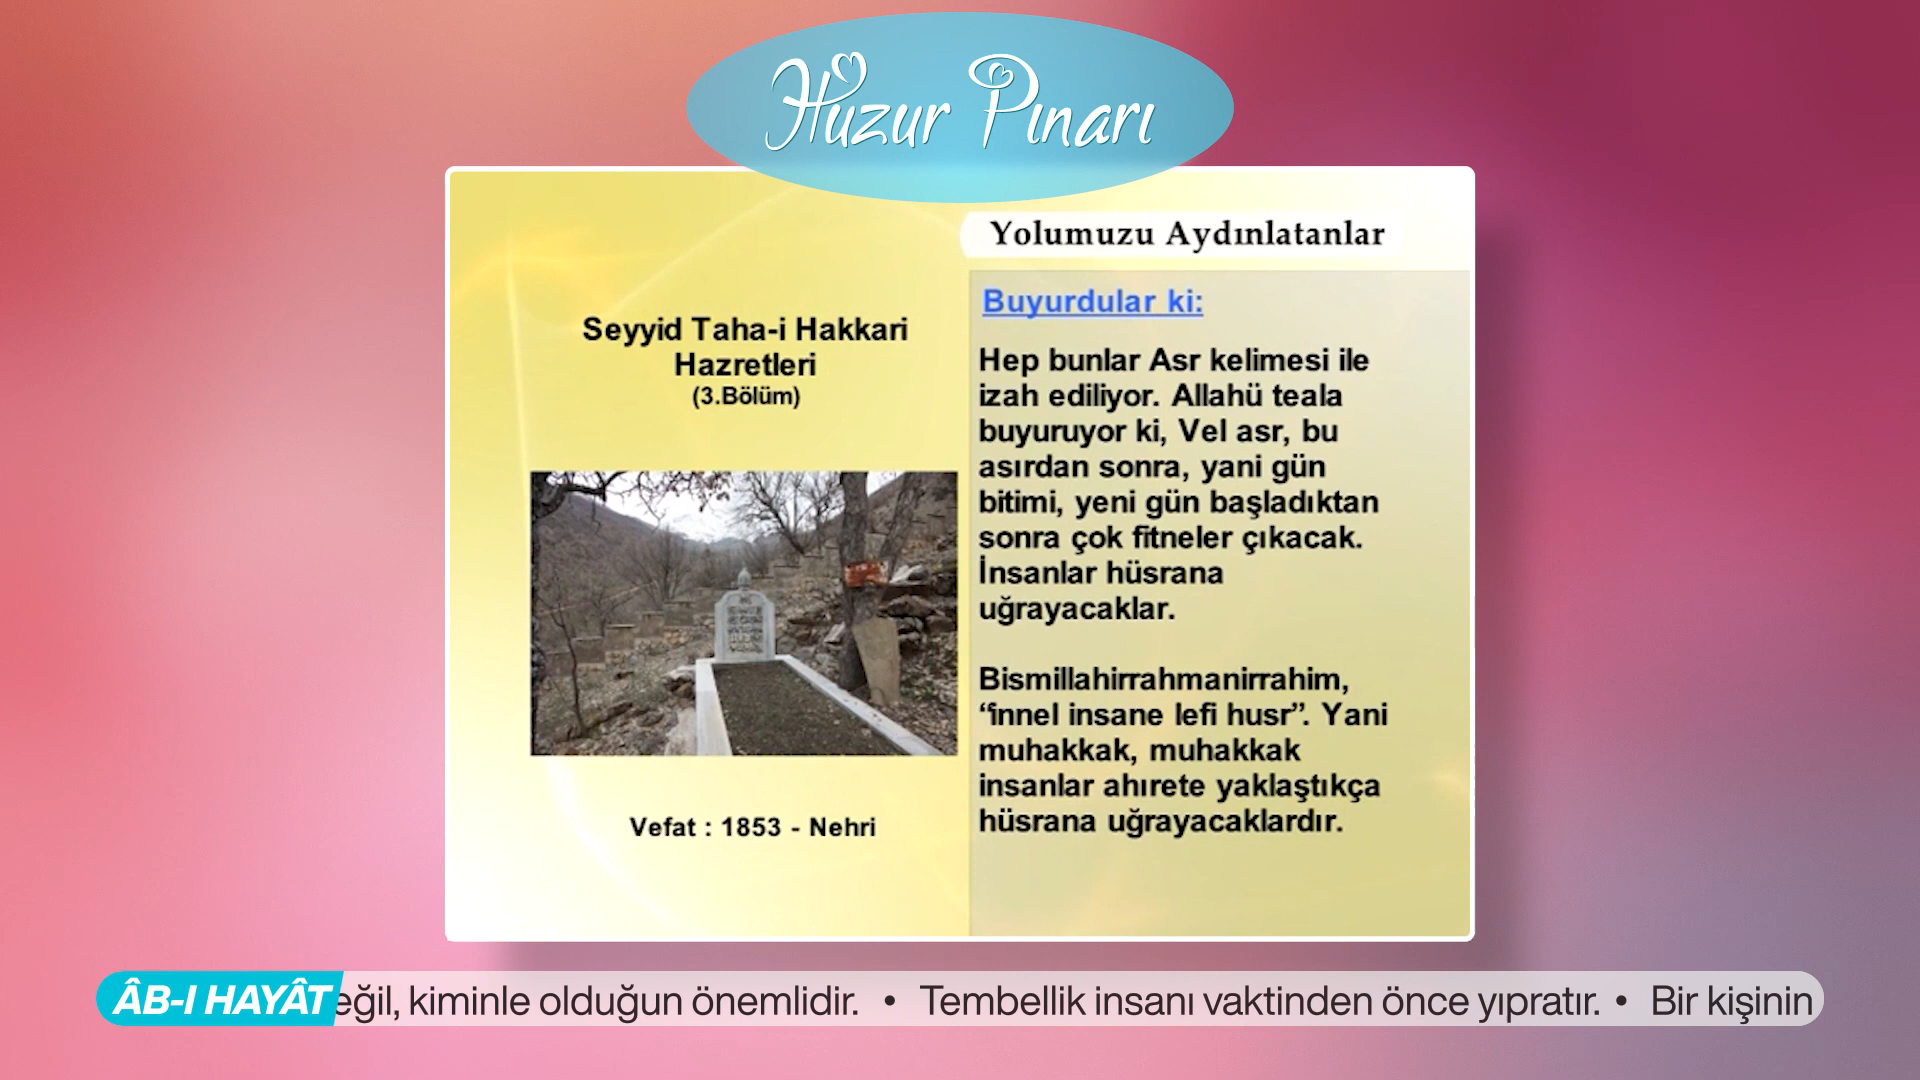 Huzur Pınarı
Yolumuzu Aydınlatanlar
Seyyid Taha-i Hakkari
Hazretleri
(3.Bölüm)
Vefat : 1853 - Nehri
Buyurdular ki:
Hep bunlar Asr kelimesi ile
izah ediliyor. Allahü teala
buyuruyor ki, Vel asr, bu
asırdan sonra, yani gün
bitimi, yeni gün başladıktan
sonra çok fitneler çıkacak.
İnsanlar hüsrana
uğrayacaklar.
Bismillahirrahmanirrahim,
“innel insane lefi husr”. Yani
muhakkak, muhakkak
insanlar ahırete yaklaştıkça
hüsrana uğrayacaklardır.
ÂB-I HAYÂT eğil, kiminle olduğun önemlidir. • Tembellik insanı vaktinden önce yıpratır. • Bir kişinin